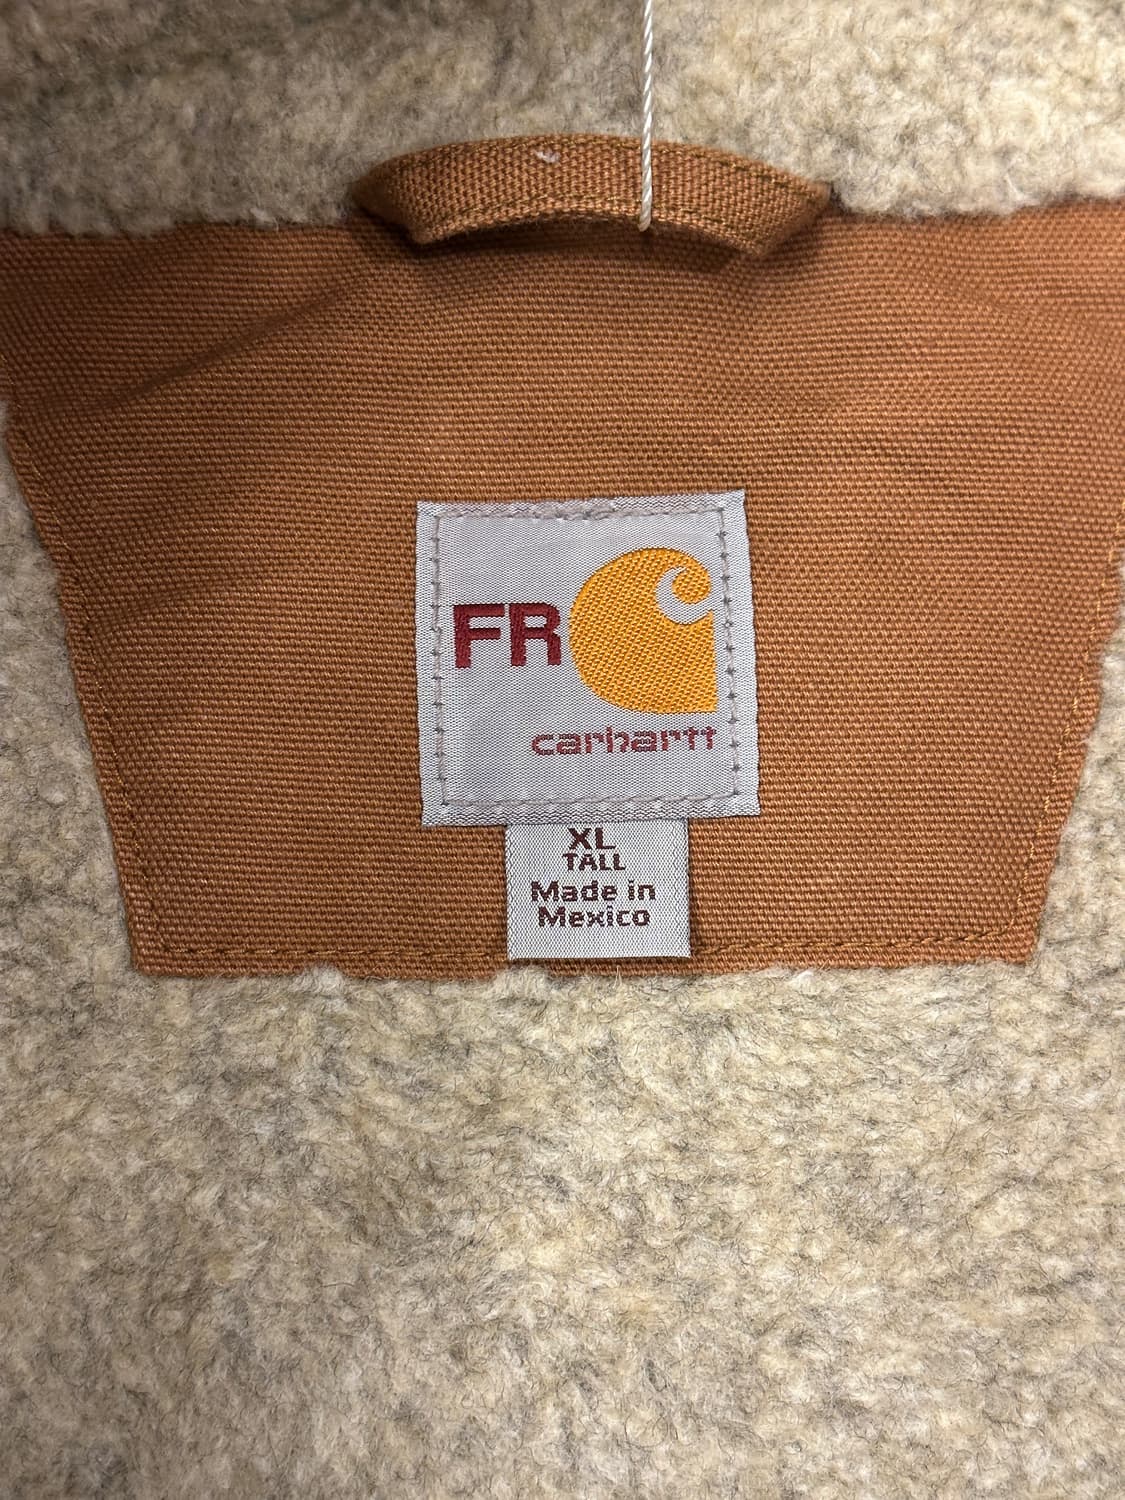 FR
carhartt
XL
TALL
Made in
Mexico